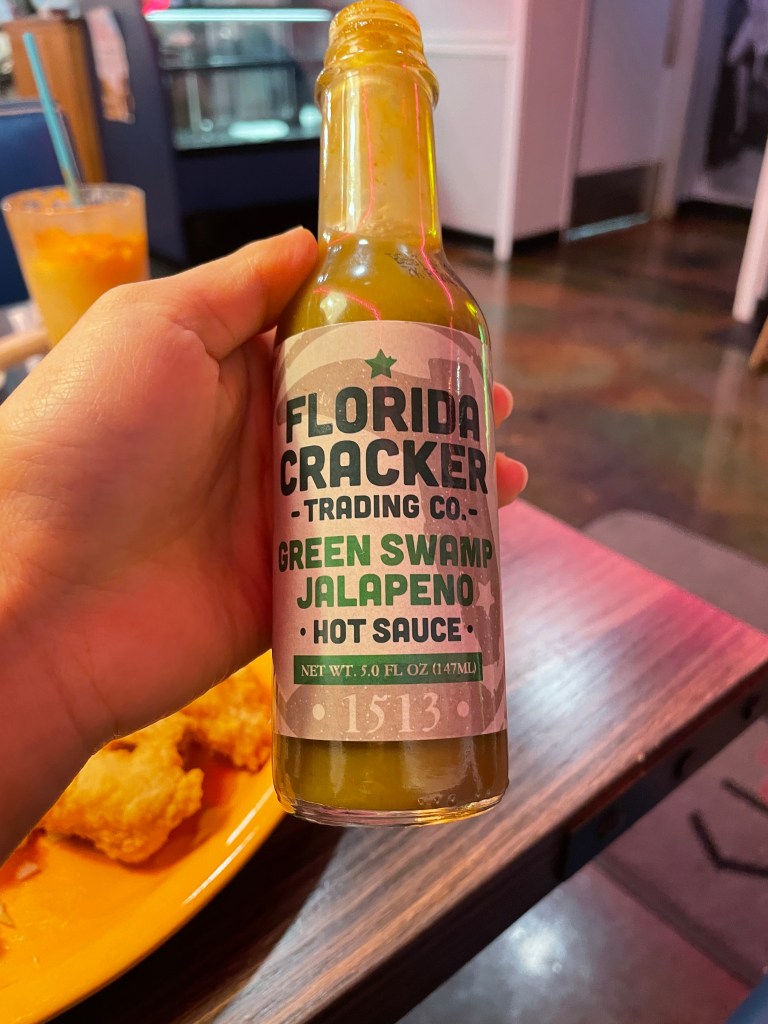 FLORIDA
CRACKER
-TRADING CO.-
GREEN SWAMP
JALAPENO
• HOT SAUCE •
NET WT. 5.0 FL OZ (147ML)
• 1513 •